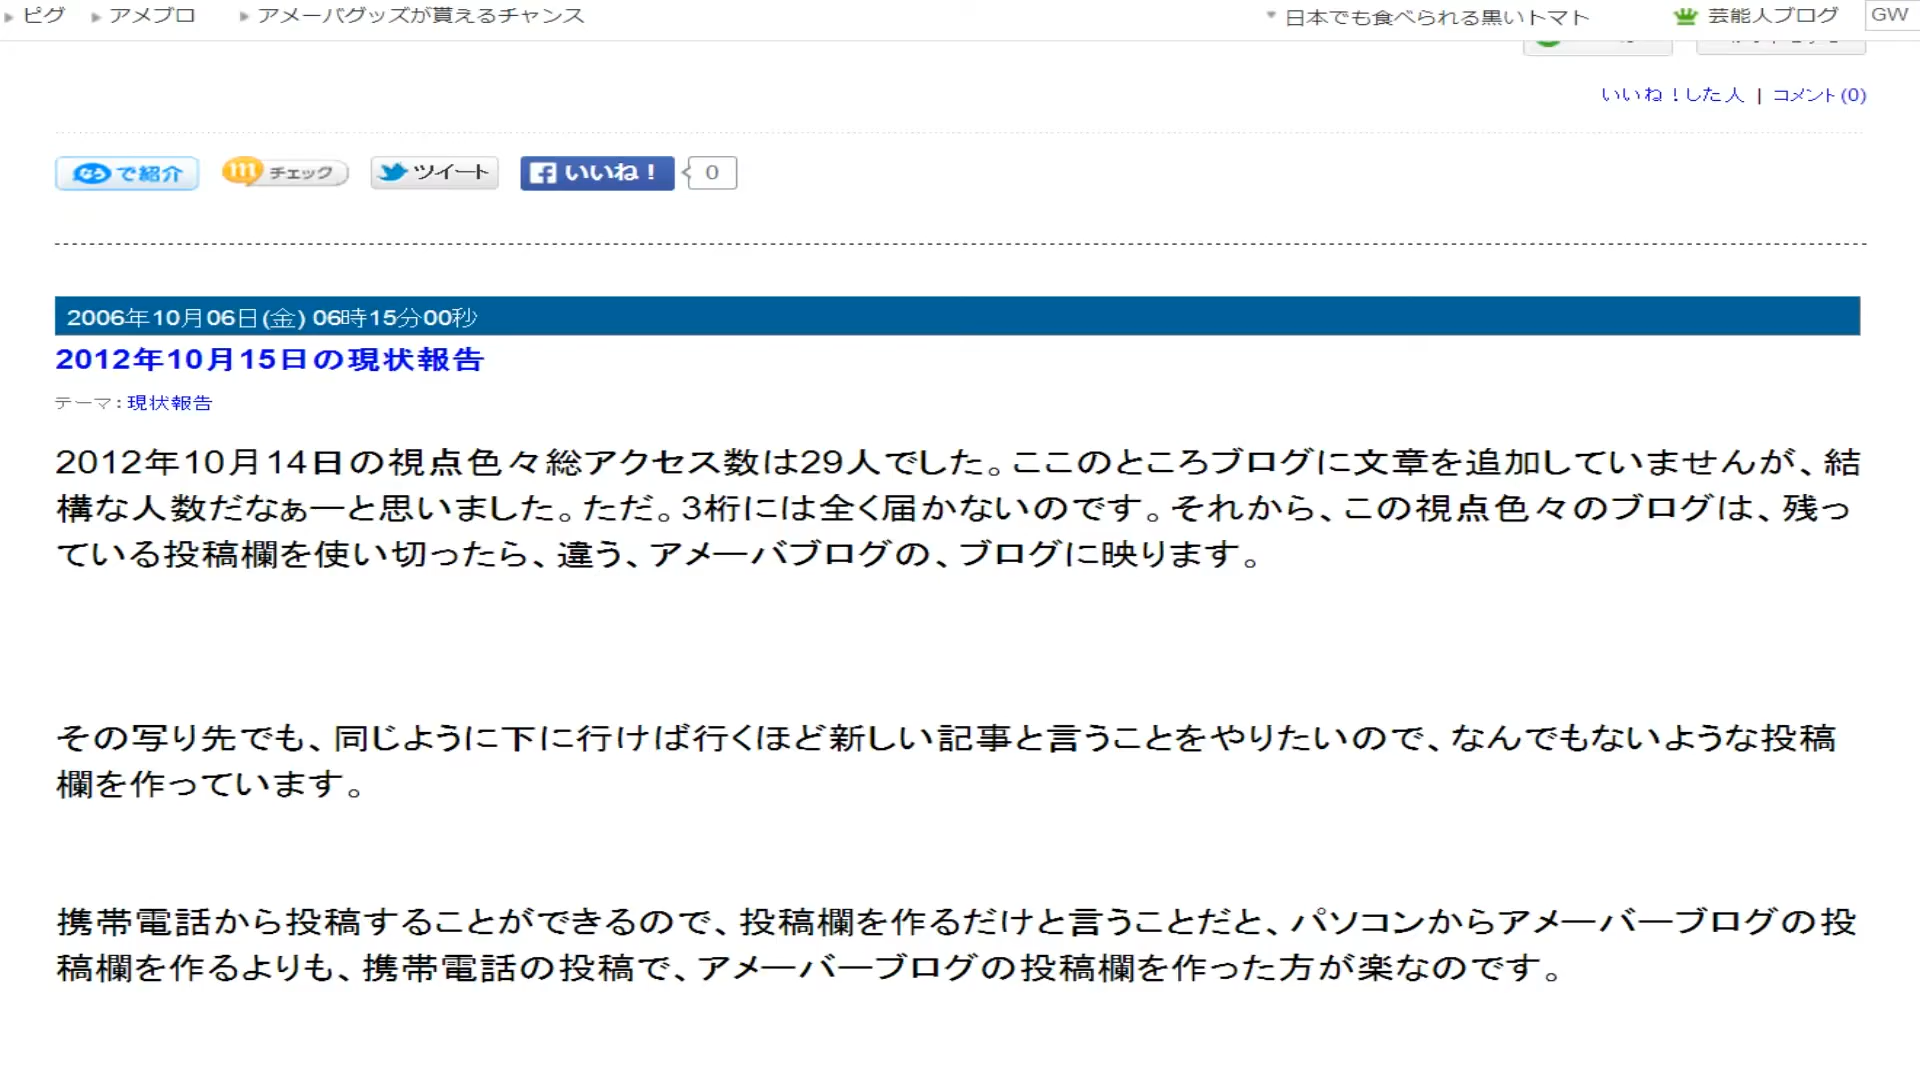 ピグ アメブロ アメーバグッズが貰えるチャンス 日本でも食べられる黒いトマト 芸能人ブログ GW
いいね！した人 | コメント(0)
で紹介 チェック ツイート いいね！ 0
2006年10月06日(金) 06時15分00秒
2012年10月15日の現状報告
テーマ：現状報告
2012年10月14日の視点色々総アクセス数は29人でした。ここのところブログに文章を追加していませんが、結
構な人数だなぁーと思いました。ただ。3桁には全く届かないのです。それから、この視点色々のブログは、残っ
ている投稿欄を使い切ったら、違う、アメーバブログの、ブログに映ります。
その写り先でも、同じように下に行けば行くほど新しい記事と言うことをやりたいので、なんでもないような投稿
欄を作っています。
携帯電話から投稿することができるので、投稿欄を作るだけと言うことだと、パソコンからアメーバーブログの投
稿欄を作るよりも、携帯電話の投稿で、アメーバーブログの投稿欄を作った方が楽なのです。